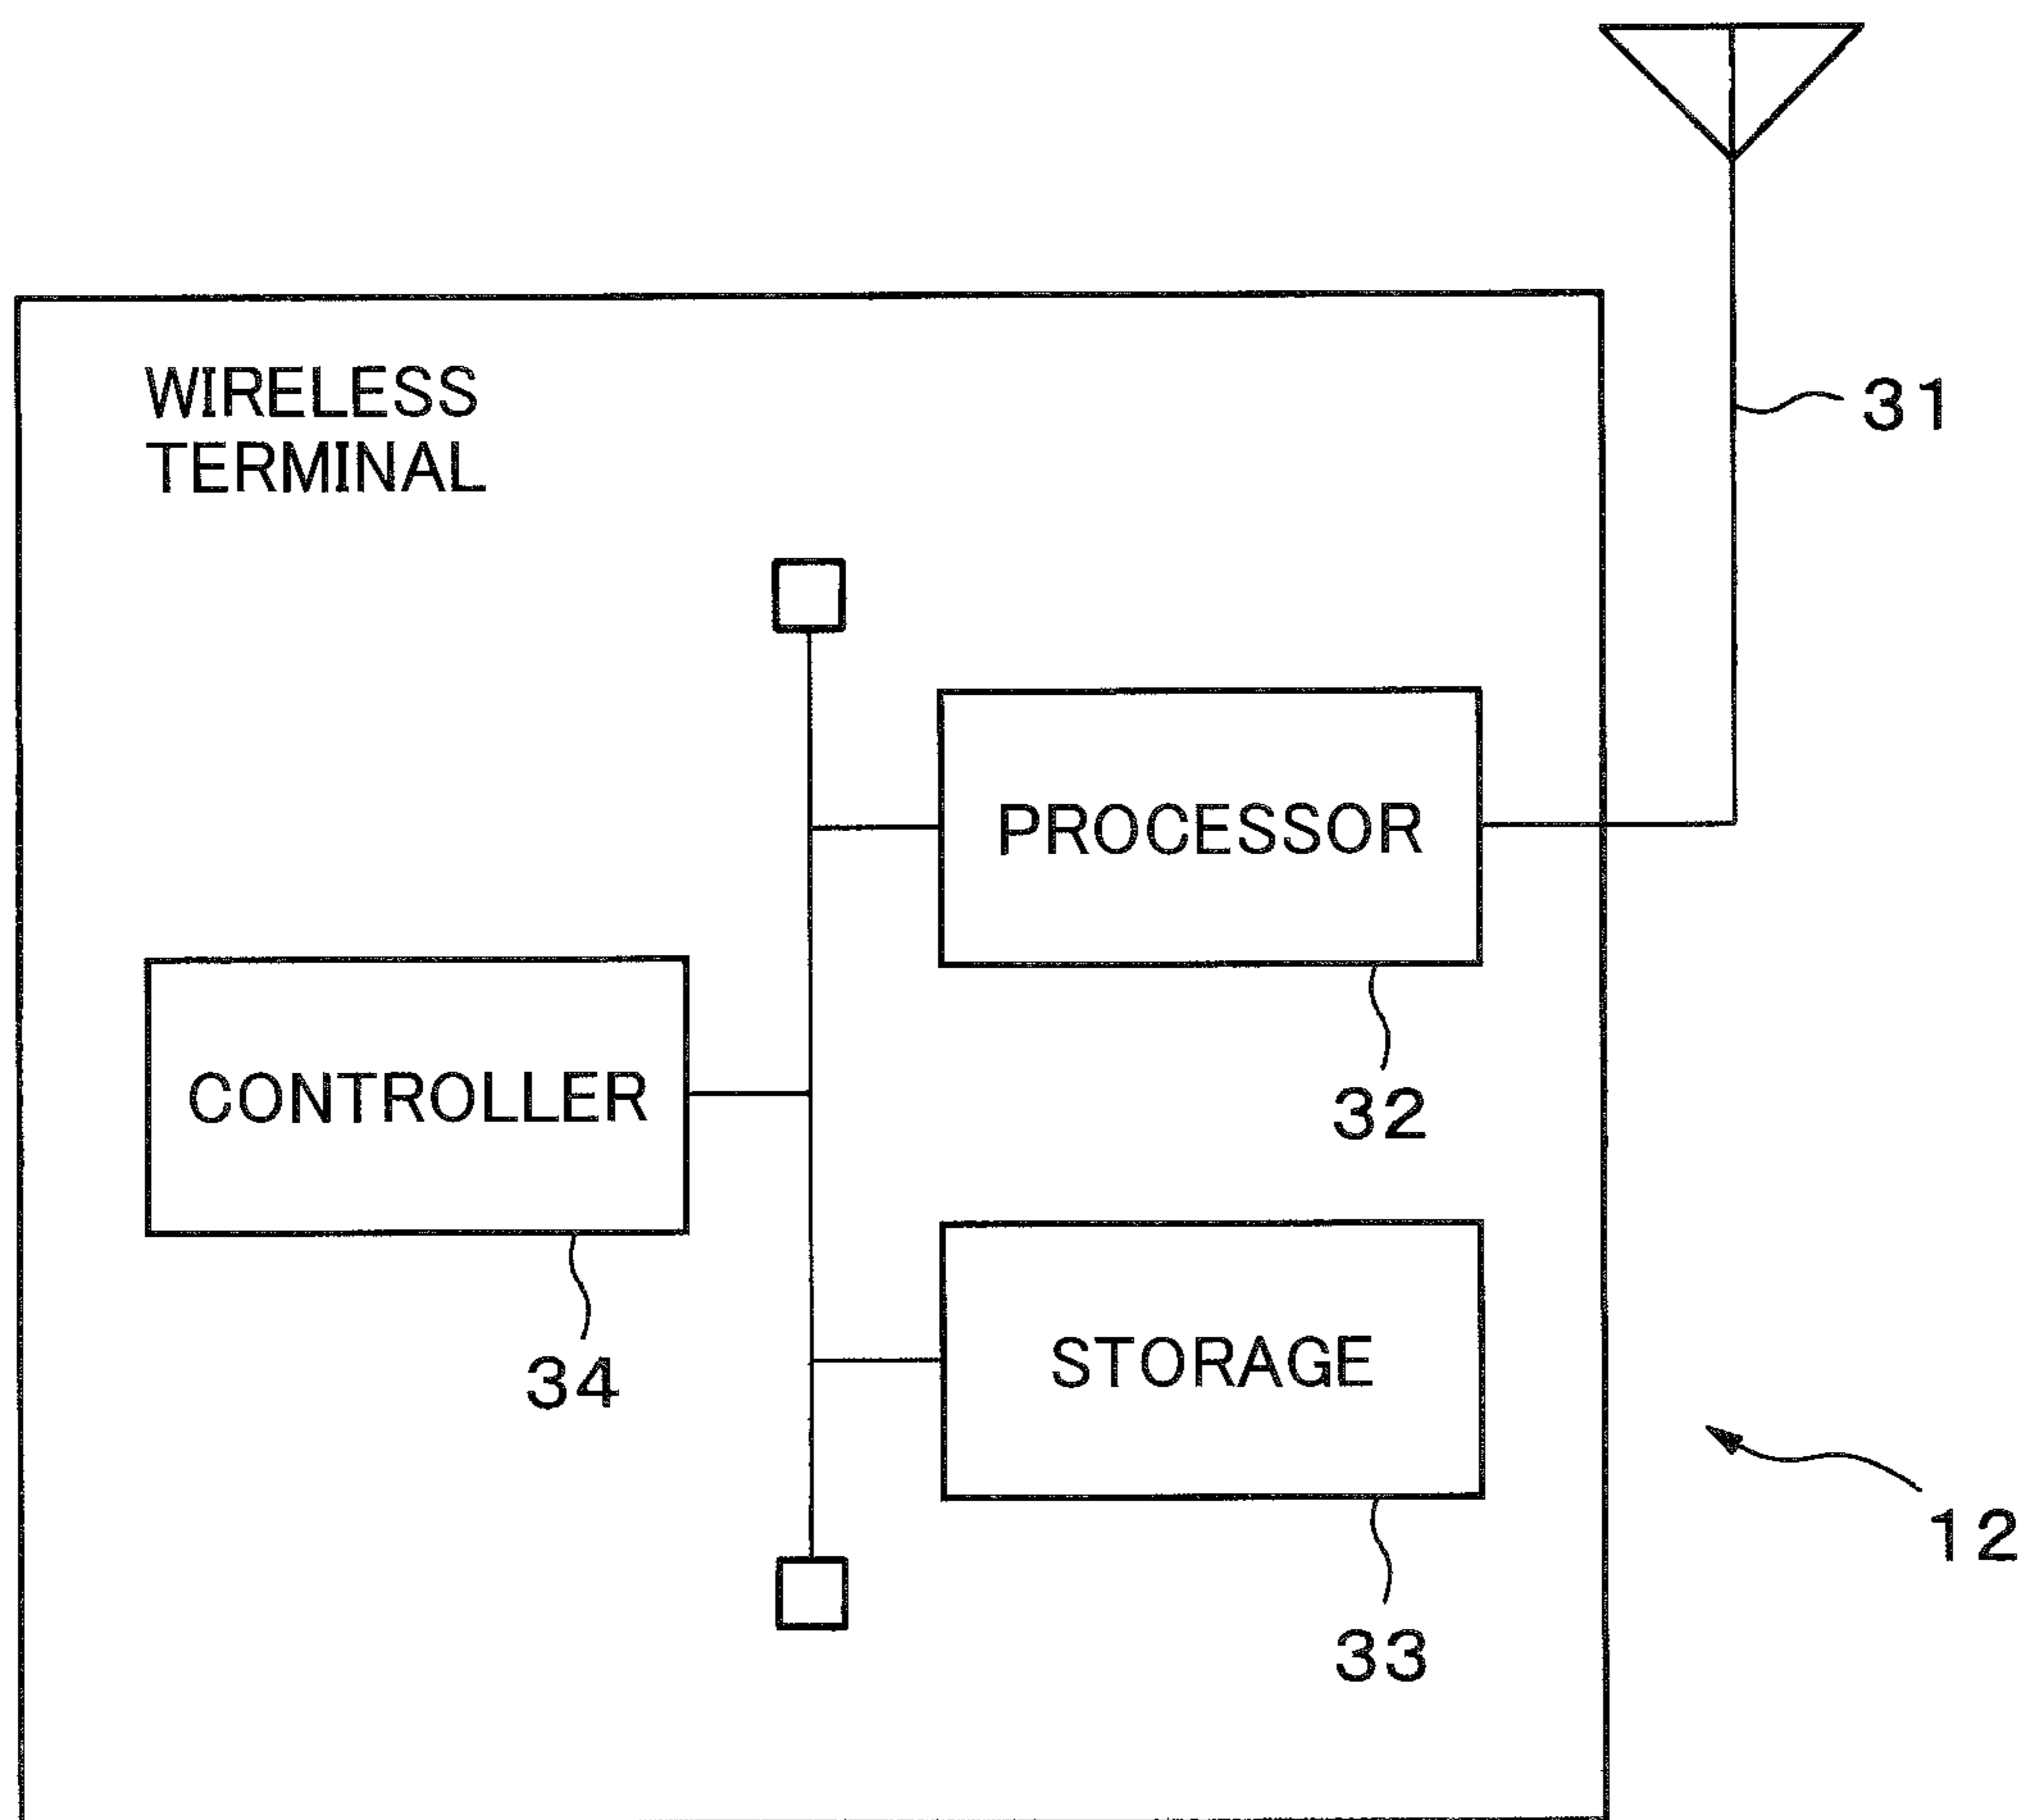 WIRELESS
TERMINAL
31
PROCESSOR
32
CONTROLLER
34
STORAGE
33
12